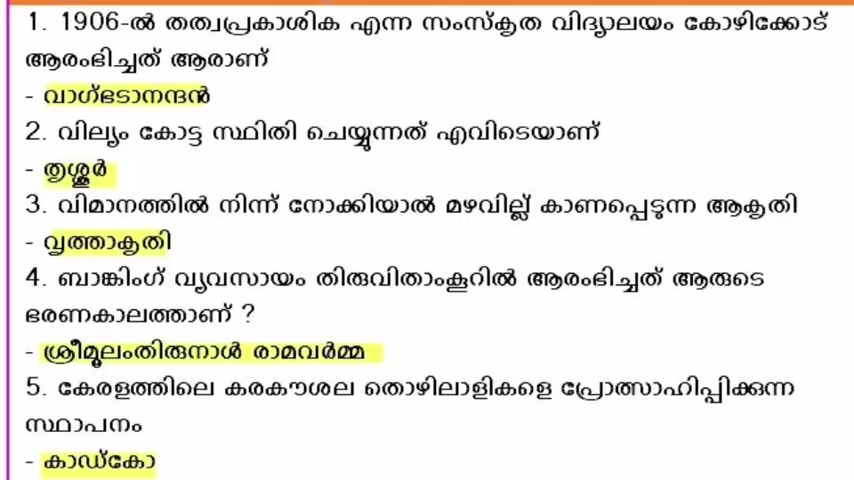 1. 1906-ൽ തത്വപ്രകാശിക എന്ന സംസ്കൃത വിദ്യാലയം കോഴിക്കോട്
ആരംഭിച്ചത് ആരാണ്
- വാഗ്ഭടാനന്ദൻ
2. വില്യം കോട്ട സ്ഥിതി ചെയ്യുന്നത് എവിടെയാണ്
- തൃശ്ശൂർ
3. വിമാനത്തിൽ നിന്ന് നോക്കിയാൽ മഴവില്ല് കാണപ്പെടുന്ന ആകൃതി
- വൃത്താകൃതി
4. ബാങ്കിംഗ് വ്യവസായം തിരുവിതാംകൂറിൽ ആരംഭിച്ചത് ആരുടെ
ഭരണകാലത്താണ് ?
- ശ്രീമൂലംതിരുനാൾ രാമവർമ്മ
5. കേരളത്തിലെ കരകൗശല തൊഴിലാളികളെ പ്രോത്സാഹിപ്പിക്കുന്ന
സ്ഥാപനം
- കാഡ്കോ